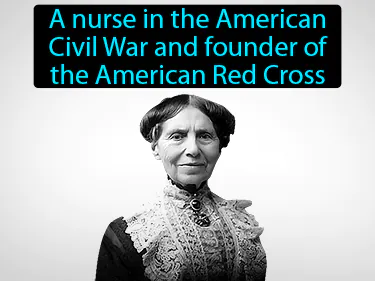 A nurse in the American
Civil War and founder of
the American Red Cross